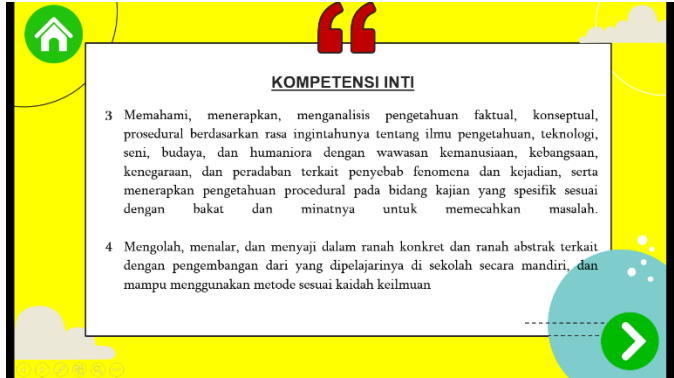 KOMPETENSI INTI
3 Memahami, menerapkan, menganalisis pengetahuan faktual, konseptual,
prosedural berdasarkan rasa ingintahunya tentang ilmu pengetahuan, teknologi,
seni, budaya, dan humaniora dengan wawasan kemanusiaan, kebangsaan,
kenegaraan, dan peradaban terkait penyebab fenomena dan kejadian, serta
menerapkan pengetahuan procedural pada bidang kajian yang spesifik sesuai
dengan bakat dan minatnya untuk memecahkan masalah.
4 Mengolah, menalar, dan menyaji dalam ranah konkret dan ranah abstrak terkait
dengan pengembangan dari yang dipelajarinya di sekolah secara mandiri, dan
mampu menggunakan metode sesuai kaidah keilmuan